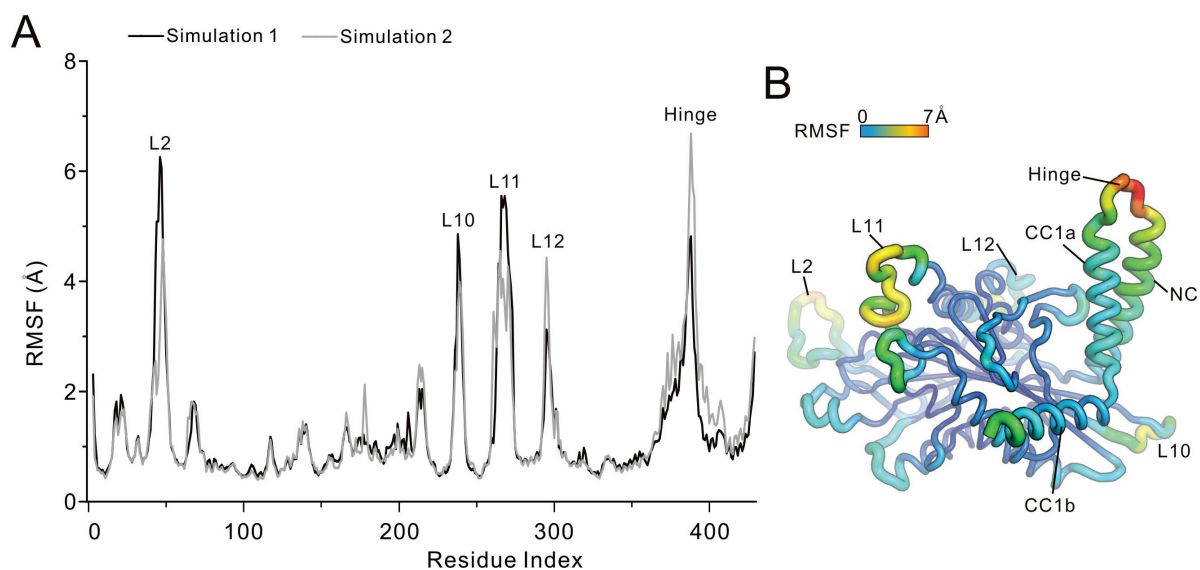 A
Simulation 1
Simulation 2
8
6
4
2
0
RMSF (Å)
L2
L10
L11
L12
Hinge
0
100
200
300
400
Residue Index
B
0
7 Å
RMSF
Hinge
CC1a
L11
L12
L2
NC
L10
CC1b